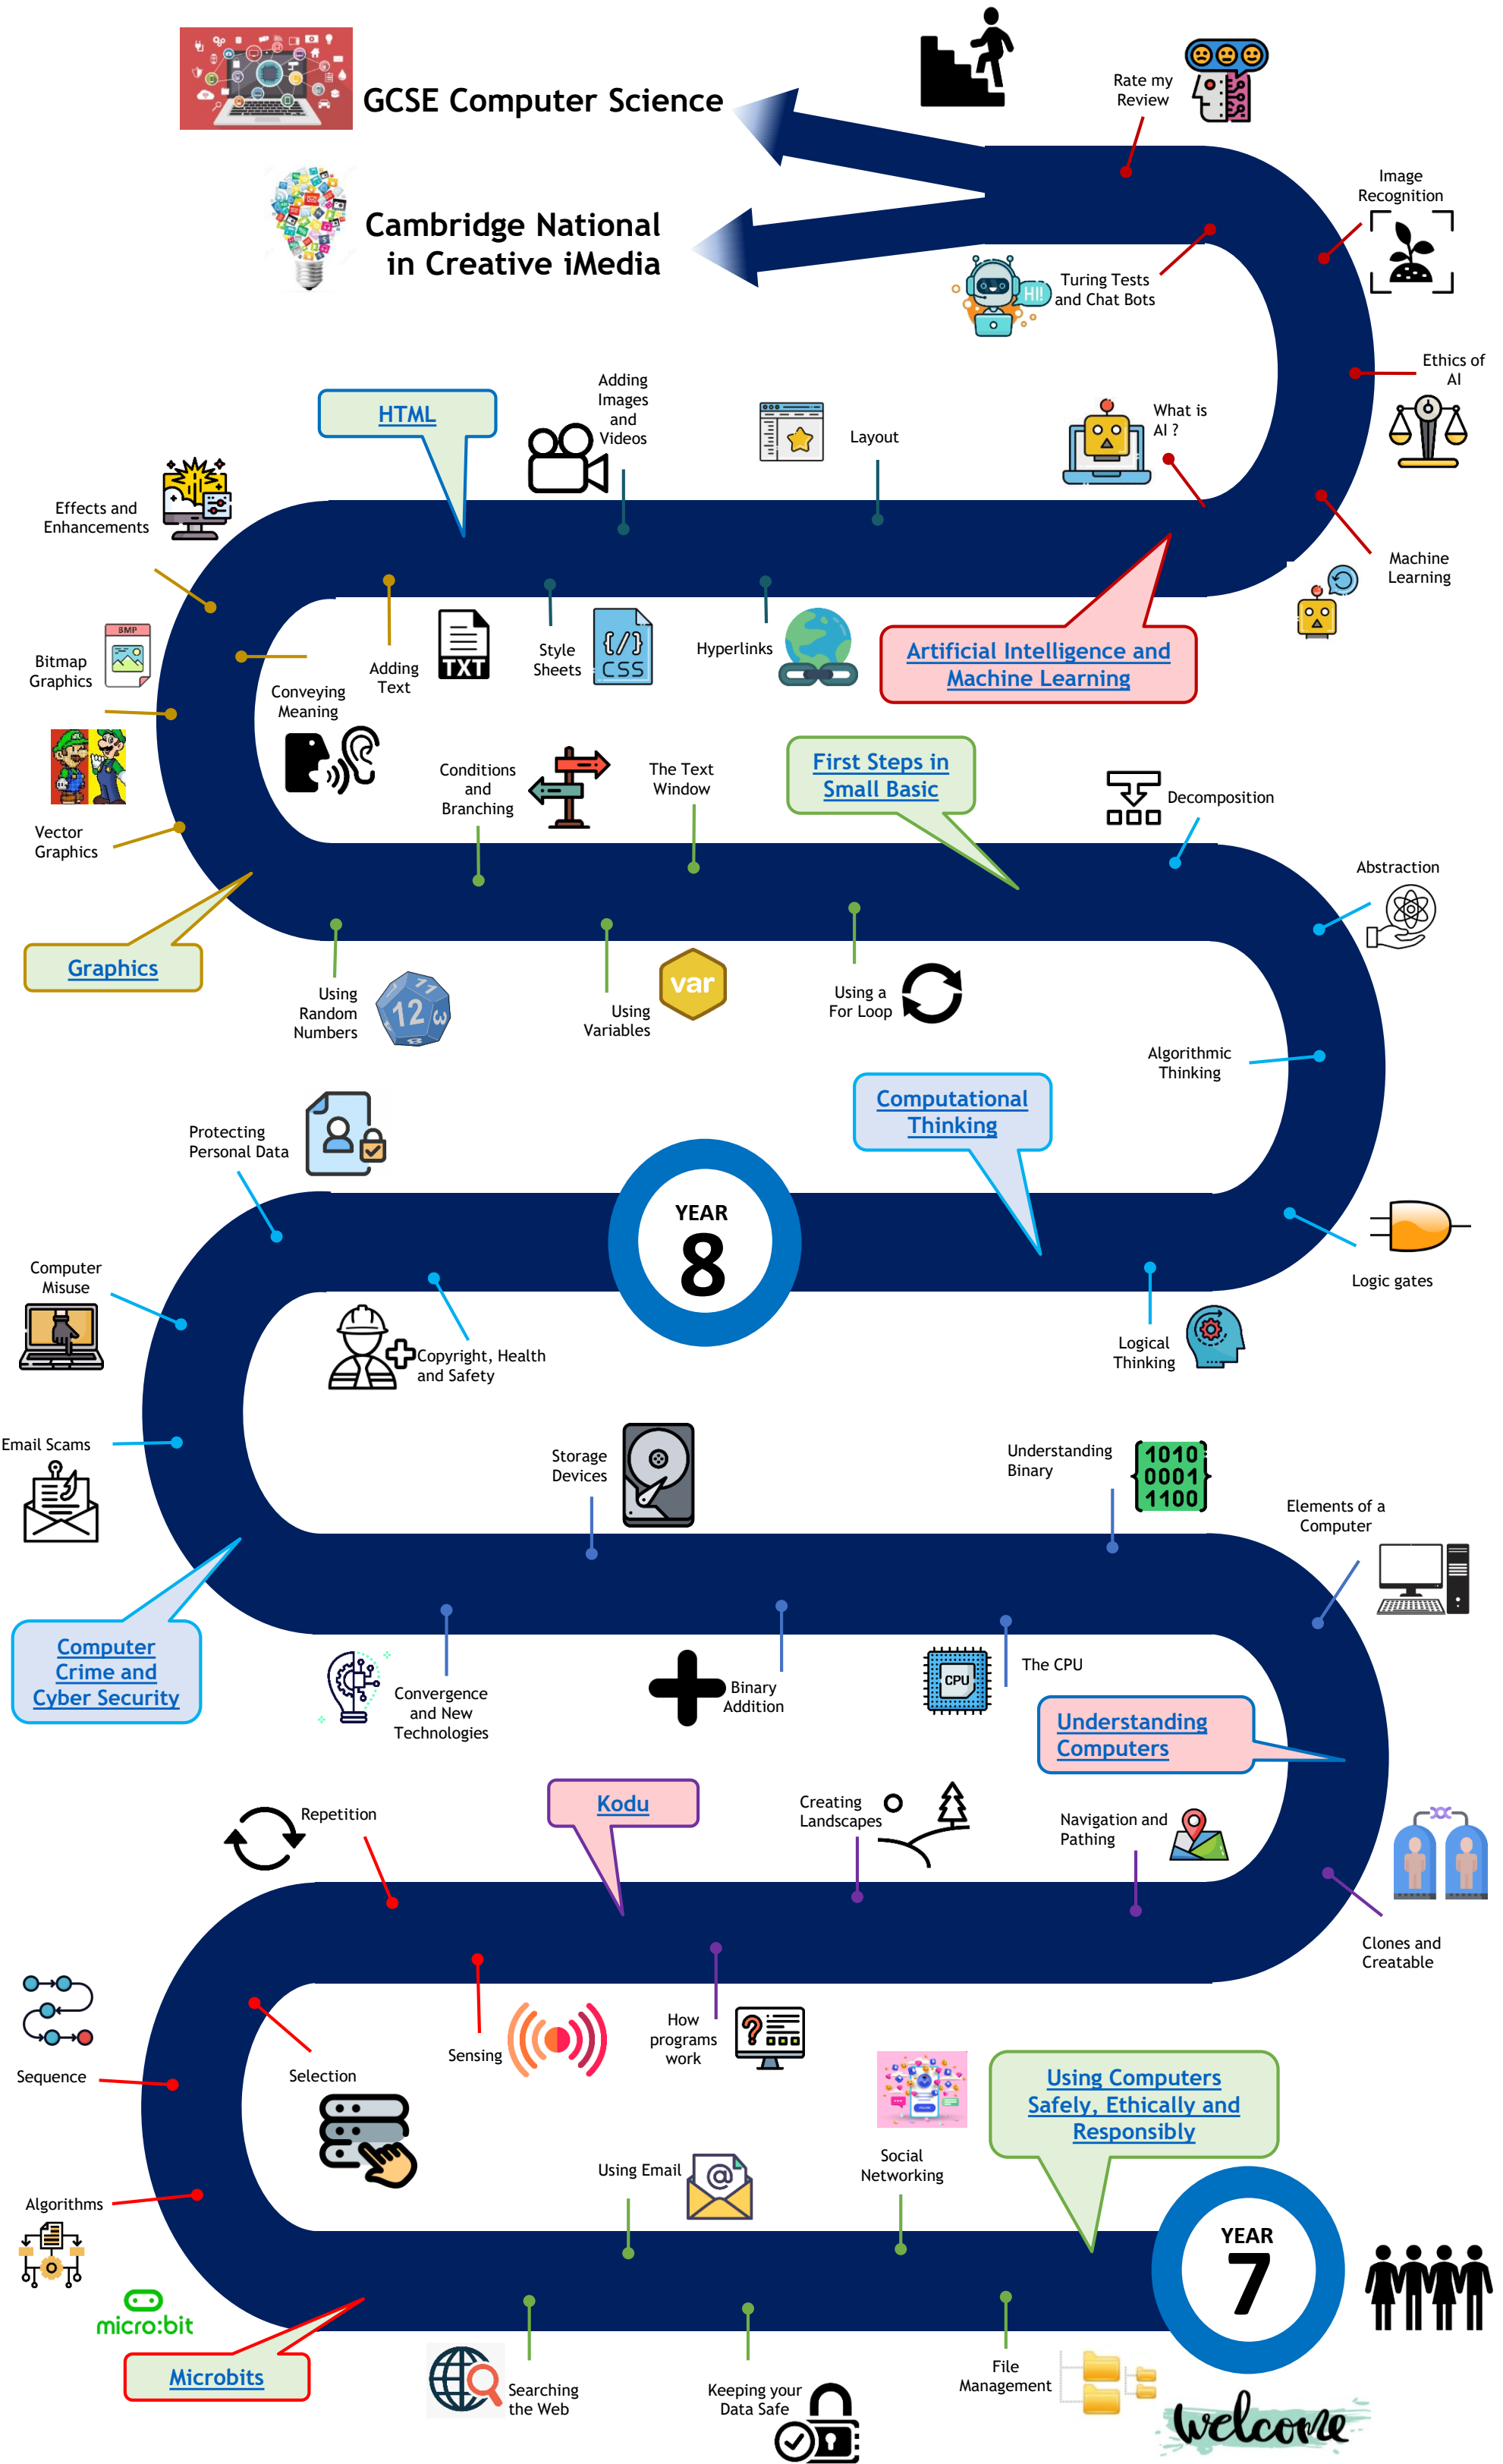 GCSE Computer Science
Cambridge National
in Creative iMedia
Rate my
Review
Image
Recognition
HI!
Turing Tests
and Chat Bots
Ethics of
AI
What is
AI ?
Machine
Learning
Artificial Intelligence and
Machine Learning
Layout
Hyperlinks
Adding
Images
and
Videos
Style
Sheets
{/}
CSS
HTML
Adding
Text
TXT
Effects and
Enhancements
Conveying
Meaning
BMP
Bitmap
Graphics
Vector
Graphics
Graphics
Conditions
and
Branching
The Text
Window
First Steps in
Small Basic
Using
Random
Numbers
12
Using
Variables
var
Using a
For Loop
Decomposition
Abstraction
Algorithmic
Thinking
Computational
Thinking
Logic gates
Logical
Thinking
YEAR
8
Protecting
Personal Data
Copyright, Health
and Safety
Computer
Misuse
Email Scams
Computer
Crime and
Cyber Security
Storage
Devices
Understanding
Binary
1010
0001
1100
Elements of a
Computer
Convergence
and New
Technologies
Binary
Addition
CPU
The CPU
Understanding
Computers
Repetition
Kodu
Creating
Landscapes
Navigation and
Pathing
Clones and
Creatable
Sequence
Selection
Sensing
How
programs
work
Algorithms
micro:bit
Microbits
Using Email
@
Social
Networking
Using Computers
Safely, Ethically and
Responsibly
YEAR
7
Searching
the Web
Keeping your
Data Safe
File
Management
welcome